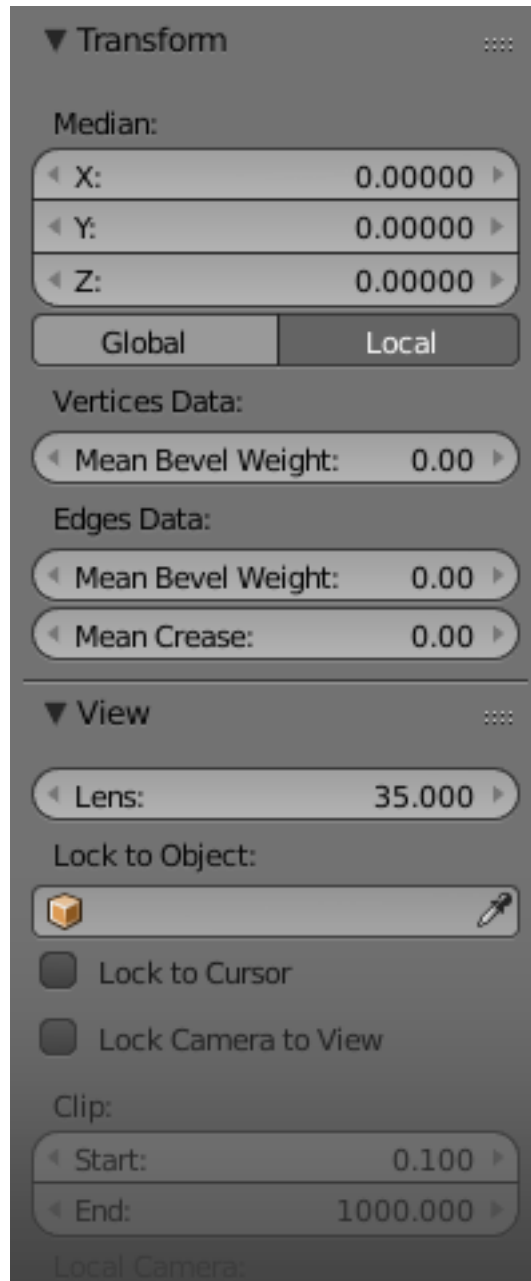 Transform
Median:
X: 0.00000
Y: 0.00000
Z: 0.00000
Global Local
Vertices Data:
Mean Bevel Weight: 0.00
Edges Data:
Mean Bevel Weight: 0.00
Mean Crease: 0.00
View
Lens: 35.000
Lock to Object:
Lock to Cursor
Lock Camera to View
Clip:
Start: 0.100
End: 1000.000
Local Camera: